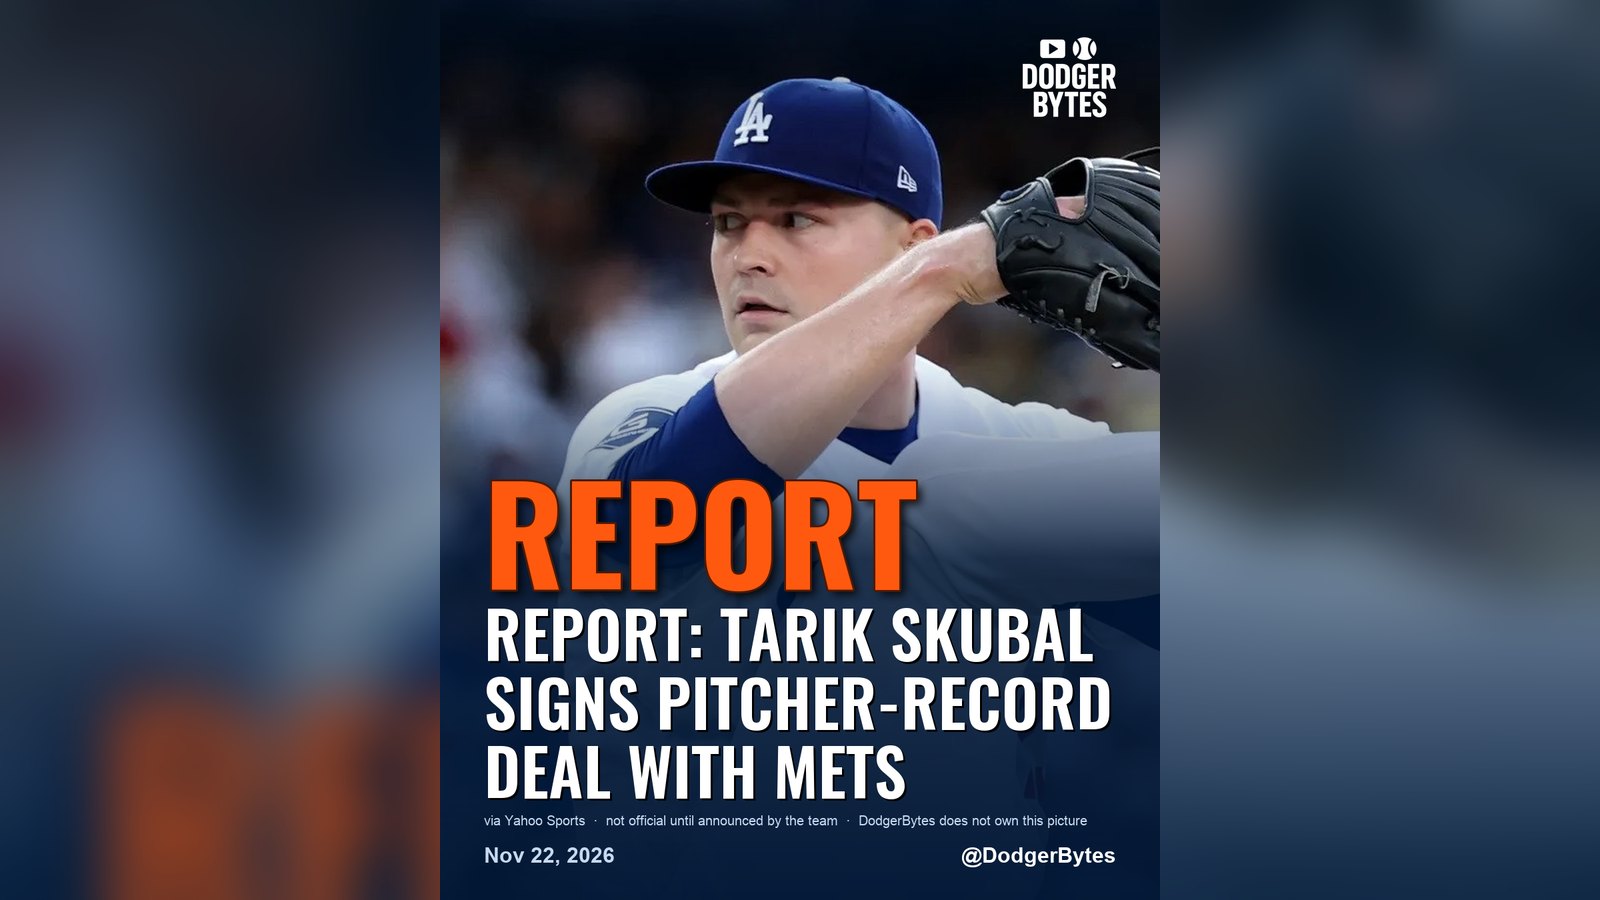 DODGER
BYTES
LA
REPORT
REPORT: TARIK SKUBAL
SIGNS PITCHER-RECORD
DEAL WITH METS
via Yahoo Sports · not official until announced by the team · DodgerBytes does not own this picture
Nov 22, 2026
@DodgerBytes